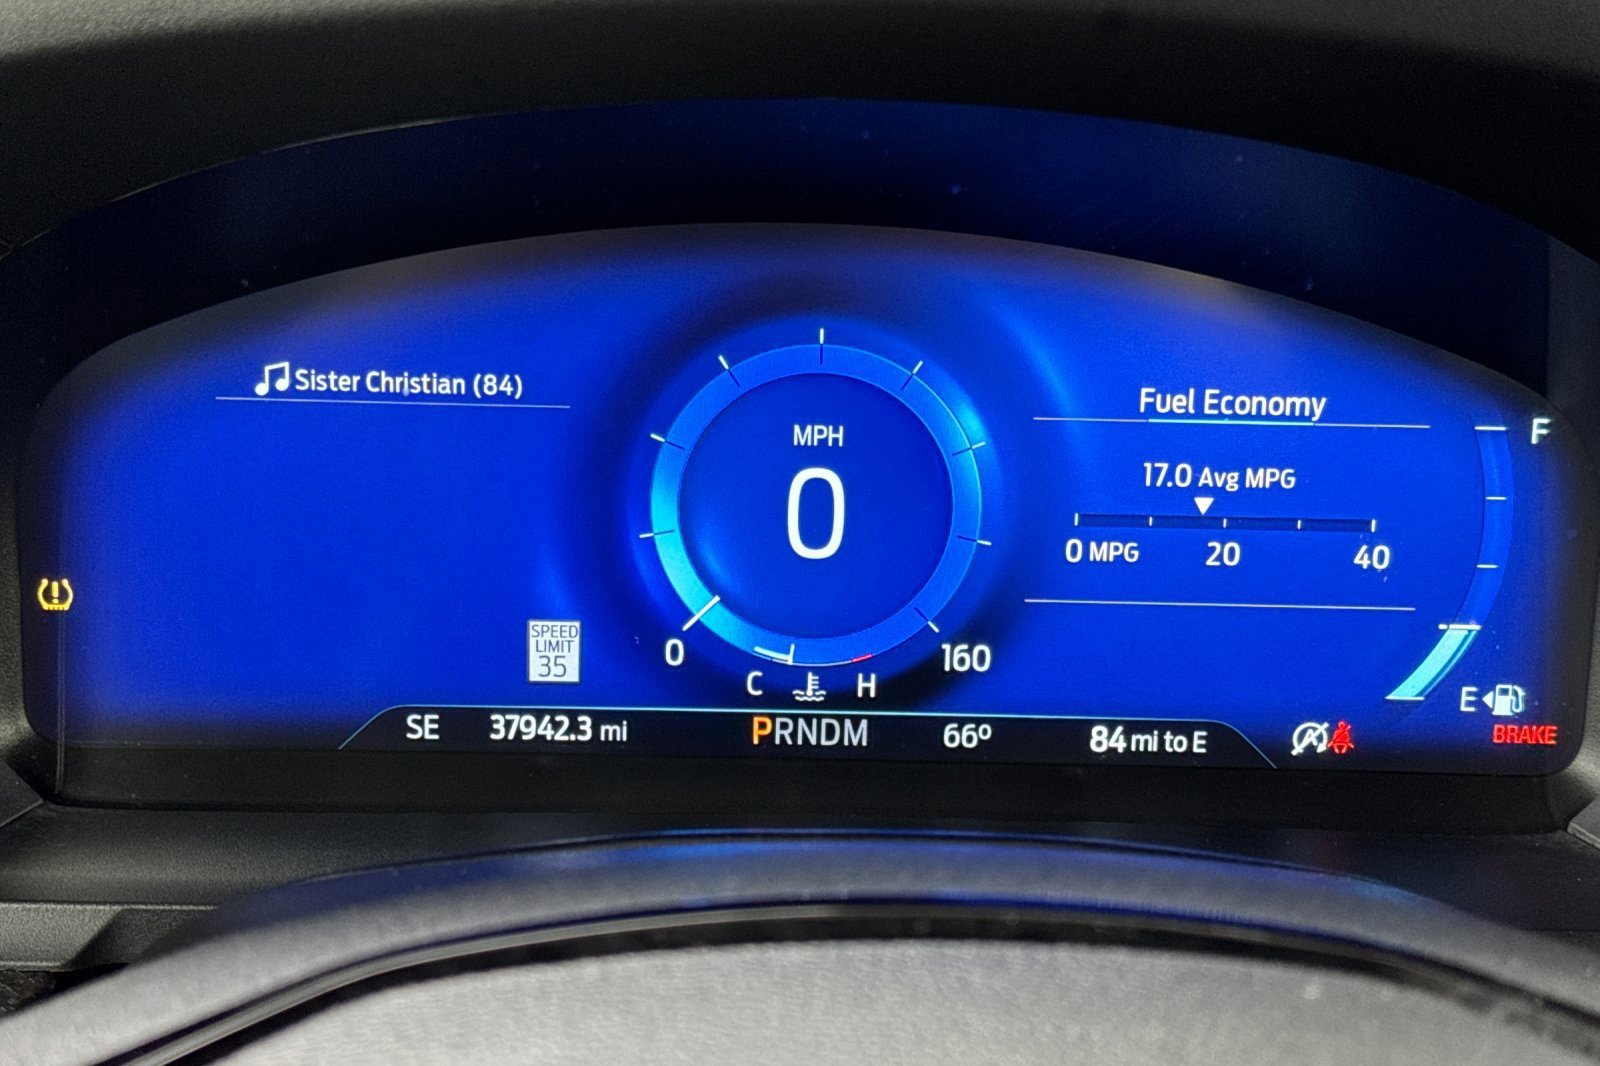 Sister Christian (84)
MPH
0
0
160
C
H
Fuel Economy
17.0 Avg MPG
0 MPG
20
40
F
E
SPEED
LIMIT
35
SE
37942.3 mi
PRNDM
66º
84 mi to E
BRAKE